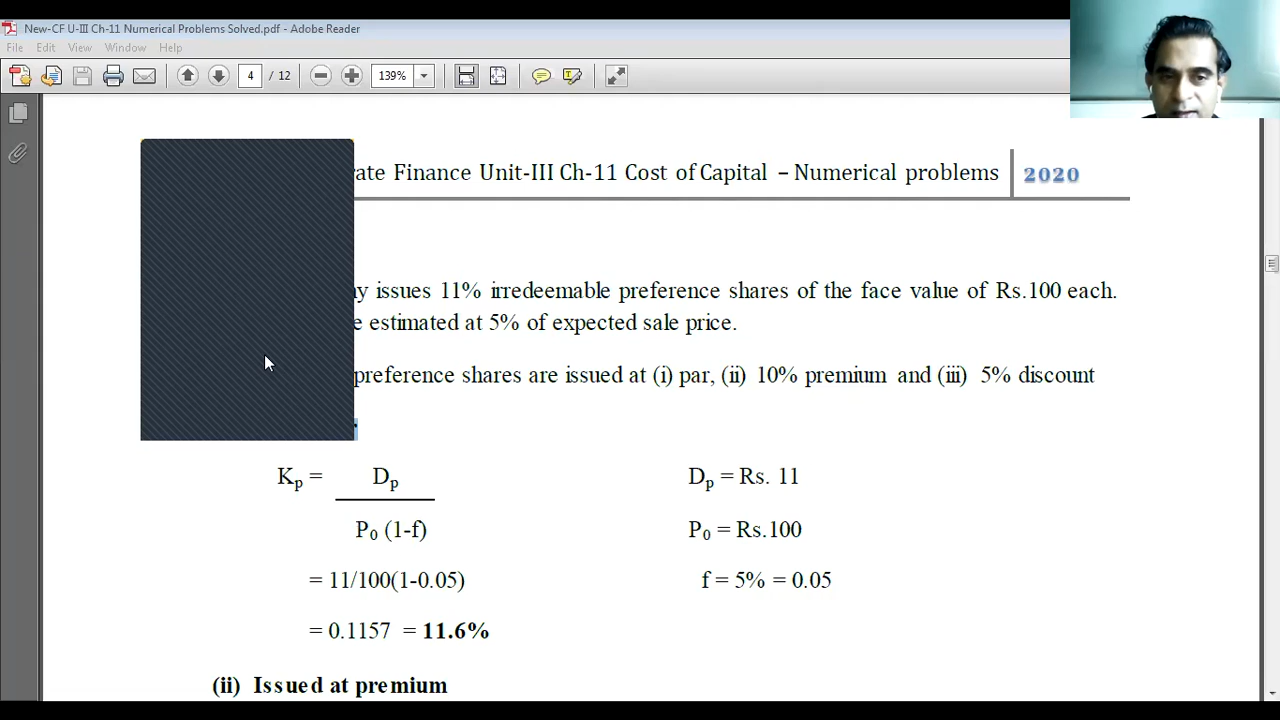 New-CF U-III Ch-11 Numerical Problems Solved.pdf - Adobe Reader
File Edit View Window Help
4 / 12 139%
Finance Unit-III Ch-11 Cost of Capital – Numerical problems 2020
issues 11% irredeemable preference shares of the face value of Rs.100 each.
estimated at 5% of expected sale price.
preference shares are issued at (i) par, (ii) 10% premium and (iii) 5% discount
Kp = Dp Dp = Rs. 11
P0 (1-f) P0 = Rs.100
= 11/100(1-0.05) f = 5% = 0.05
= 0.1157 = 11.6%
(ii) Issued at premium